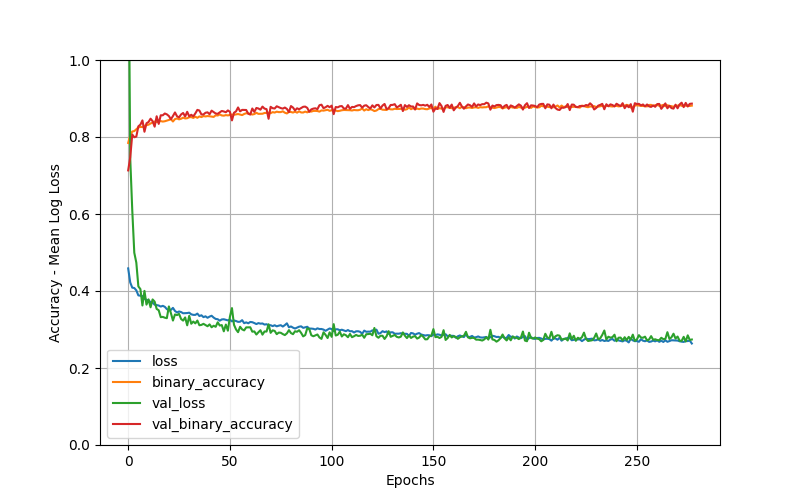 1.0
0.8
0.6
0.4
0.2
0.0
Accuracy - Mean Log Loss
loss
binary_accuracy
val_loss
val_binary_accuracy
0 50 100 150 200 250
Epochs